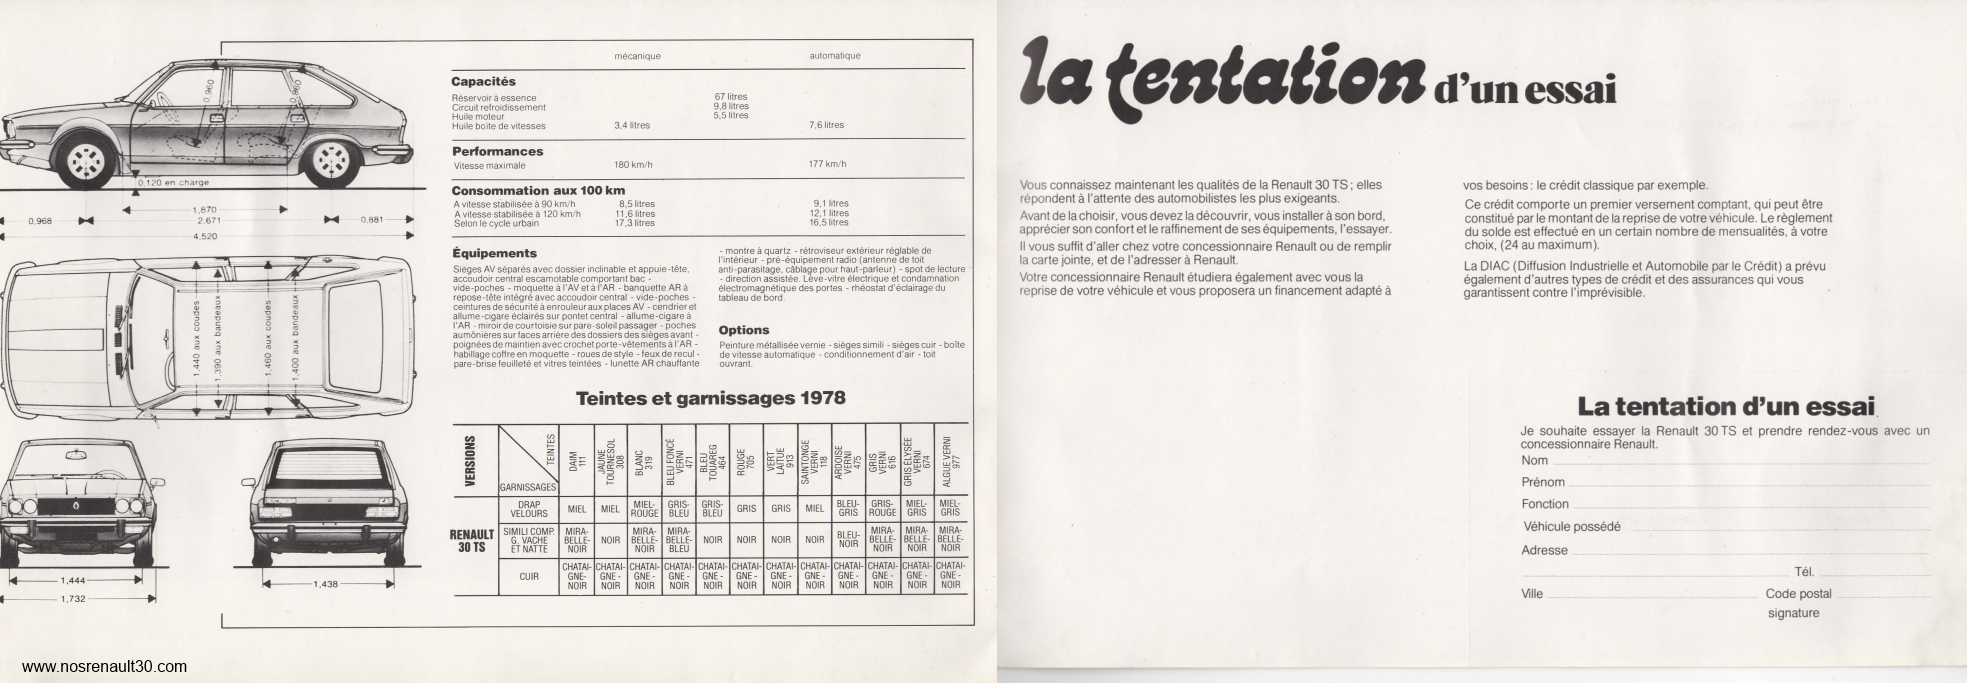 0,960
0,960
0,120 en charge
0,968
1,870
2,671
0,881
4,520
1,440 aux coudes
1,390 aux bandeaux
1,460 aux coudes
1,400 aux bandeaux
1,444
1,732
1,438
www.nosrenault30.com
mécanique automatique
Capacités
Réservoir à essence 67 litres
Circuit refroidissement 9,8 litres
Huile moteur 5,5 litres
Huile boîte de vitesses 3,4 litres 7,6 litres
Performances
Vitesse maximale 180 km/h 177 km/h
Consommation aux 100 km
A vitesse stabilisée à 90 km/h 8,5 litres 9,1 litres
A vitesse stabilisée à 120 km/h 11,6 litres 12,1 litres
Selon le cycle urbain 17,3 litres 16,5 litres
Équipements
Sièges AV séparés avec dossier inclinable et appuie-tête,
accoudoir central escamotable comportant bac -
vide-poches - moquette à l'AV et à l'AR - banquette AR à
repose-tête intégré avec accoudoir central - vide-poches -
ceintures de sécurité à enrouleur aux places AV - cendrier et
allume-cigare éclairés sur pontet central - allume-cigare à
l'AR - miroir de courtoisie sur pare-soleil passager - poches
aumônières sur faces arrière des dossiers des sièges avant -
poignées de maintien avec crochet porte-vêtements à l'AR -
habillage coffre en moquette - roues de style - feux de recul -
pare-brise feuilleté et vitres teintées - lunette AR chauffante
- montre à quartz - rétroviseur extérieur réglable de
l'intérieur - pré-équipement radio (antenne de toit
anti-parasitage, câblage pour haut-parleur) - spot de lecture
- direction assistée. Lève-vitre électrique et condamnation
électromagnétique des portes - rhéostat d'éclairage du
tableau de bord.
Options
Peinture métallisée vernie - sièges simili - sièges cuir - boîte
de vitesse automatique - conditionnement d'air - toit
ouvrant.
Teintes et garnissages 1978
VERSIONS
TEINTES
GARNISSAGES
DAIM 111
JAUNE TOURNESOL 308
BLANC 319
BLEU FONCÉ VERNI 471
BLEU TOUAREG 464
ROUGE 705
VERT LAITUE 913
SAINTONGE VERNI 118
ARDOISE VERNI 475
GRIS VERNI 616
GRIS ÉLYSÉE VERNI 674
ALGUE VERNI 977
RENAULT
30 TS
DRAP VELOURS MIEL MIEL MIEL-ROUGE GRIS-BLEU GRIS-BLEU GRIS GRIS MIEL BLEU-GRIS GRIS-ROUGE MIEL-GRIS MIEL-GRIS
SIMILI COMP. G. VACHE ET NATTE MIRA-BELLE-NOIR NOIR MIRA-BELLE-NOIR MIRA-BELLE-BLEU NOIR NOIR NOIR NOIR BLEU-NOIR MIRA-BELLE-NOIR MIRA-BELLE-NOIR MIRA-BELLE-NOIR
CUIR CHATAI-GNE-NOIR CHATAI-GNE-NOIR CHATAI-GNE-NOIR CHATAI-GNE-NOIR CHATAI-GNE-NOIR CHATAI-GNE-NOIR CHATAI-GNE-NOIR CHATAI-GNE-NOIR CHATAI-GNE-NOIR CHATAI-GNE-NOIR CHATAI-GNE-NOIR CHATAI-GNE-NOIR
la tentation d'un essai
Vous connaissez maintenant les qualités de la Renault 30 TS ; elles
répondent à l'attente des automobilistes les plus exigeants.
Avant de la choisir, vous devez la découvrir, vous installer à son bord,
apprécier son confort et le raffinement de ses équipements, l'essayer.
Il vous suffit d'aller chez votre concessionnaire Renault ou de remplir
la carte jointe, et de l'adresser à Renault.
Votre concessionnaire Renault étudiera également avec vous la
reprise de votre véhicule et vous proposera un financement adapté à
vos besoins : le crédit classique par exemple.
Ce crédit comporte un premier versement comptant, qui peut être
constitué par le montant de la reprise de votre véhicule. Le règlement
du solde est effectué en un certain nombre de mensualités, à votre
choix, (24 au maximum).
La DIAC (Diffusion Industrielle et Automobile par le Crédit) a prévu
également d'autres types de crédit et des assurances qui vous
garantissent contre l'imprévisible.
La tentation d'un essai
Je souhaite essayer la Renault 30 TS et prendre rendez-vous avec un
concessionnaire Renault.
Nom
Prénom
Fonction
Véhicule possédé
Adresse
Tél.
Ville Code postal
signature